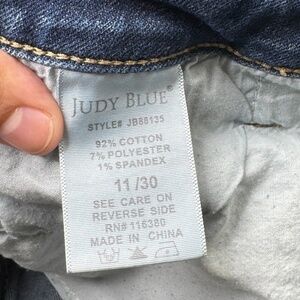 JUDY BLUE®
STYLE# JB88135
92% COTTON
7% POLYESTER
1% SPANDEX
11/30
SEE CARE ON
REVERSE SIDE
RN# 116380
MADE IN CHINA